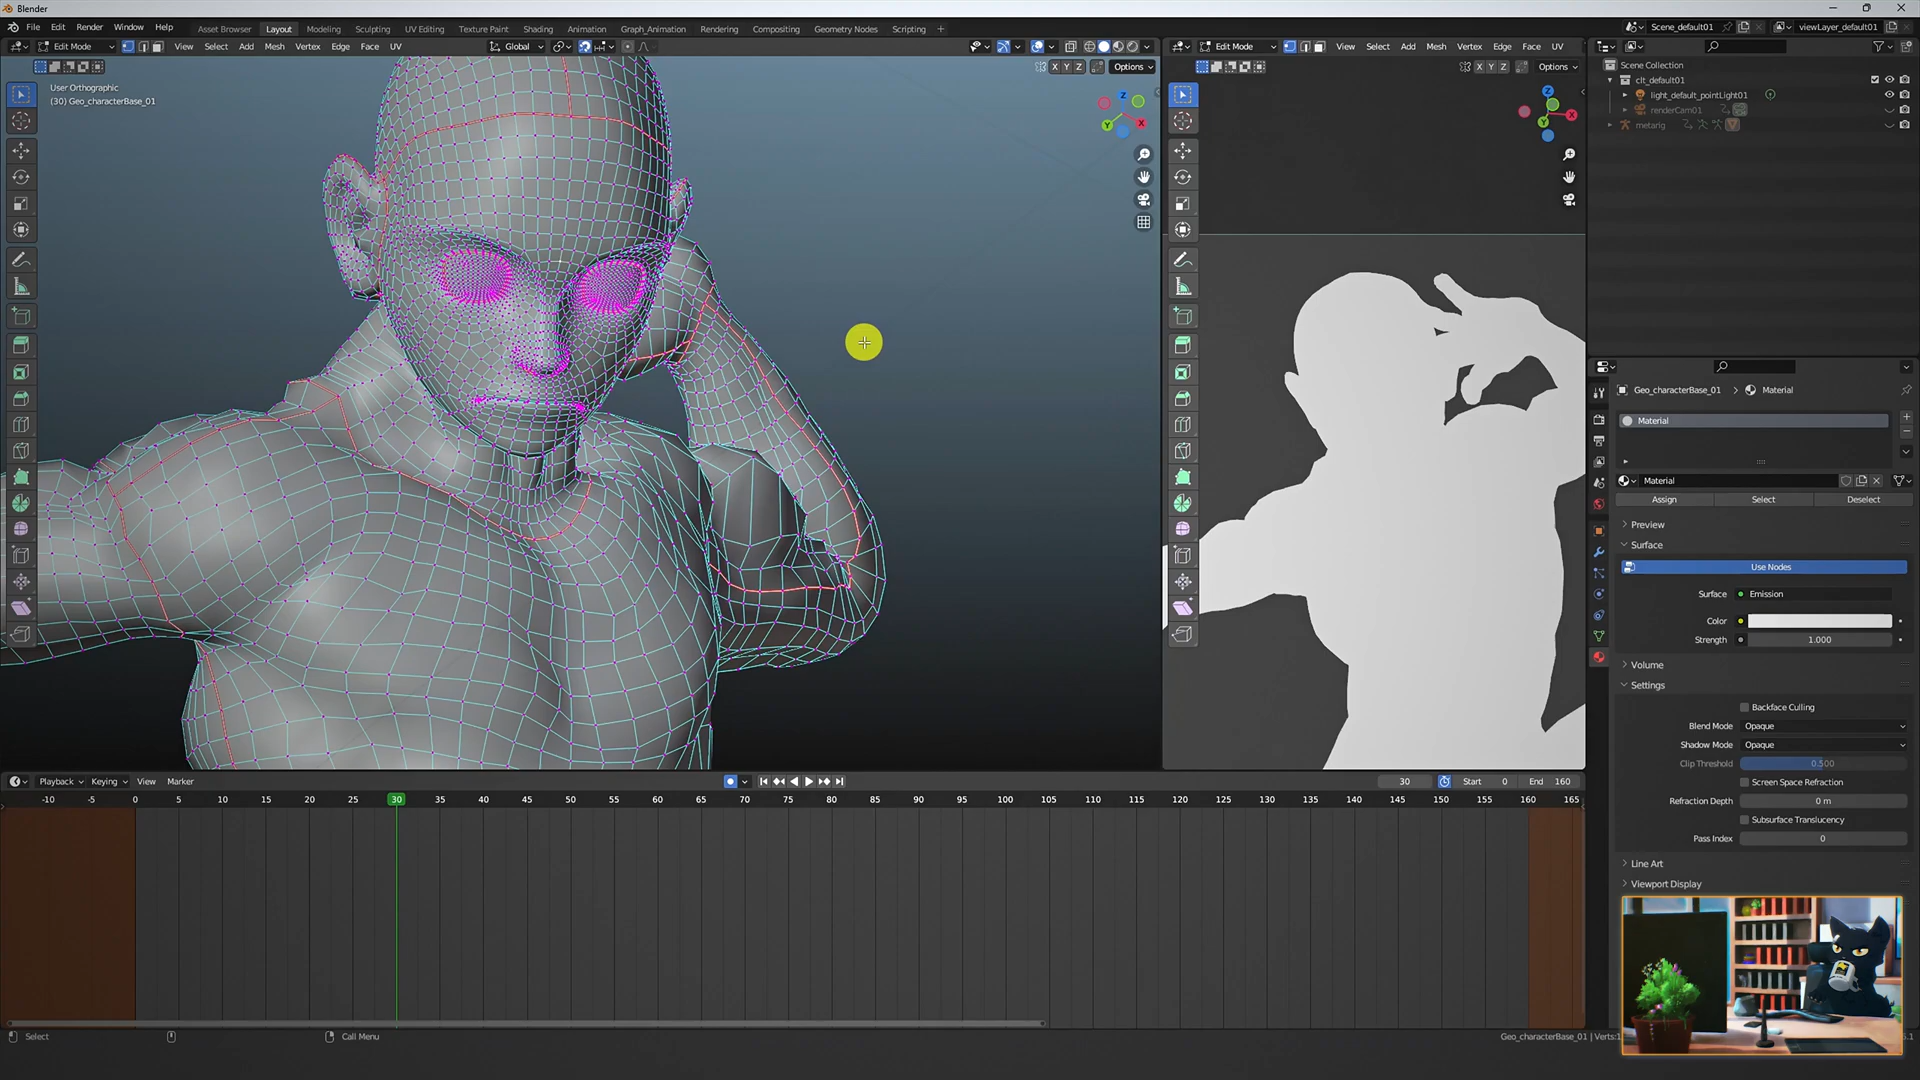 Blender
File Edit Render Window Help Asset Browser Layout Modeling Sculpting UV Editing Texture Paint Shading Animation Graph_Animation Rendering Compositing Geometry Nodes Scripting + Scene_default01 viewLayer_default01
Edit Mode View Select Add Mesh Vertex Edge Face UV Global
Edit Mode View Select Add Mesh Vertex Edge Face UV
X Y Z Options
X Y Z Options
User Orthographic
(30) Geo_characterBase_01
Z
X
Y
Z
X
Y
Scene Collection
clt_default01
light_default_pointLight01
renderCam01
metarig
Geo_characterBase_01 > Material
Material
Material
Assign Select Deselect
Preview
Surface
Use Nodes
Surface Emission
Color
Strength 1.000
Volume
Settings
Backface Culling
Blend Mode Opaque
Shadow Mode Opaque
Clip Threshold 0.500
Screen Space Refraction
Refraction Depth 0 m
Subsurface Translucency
Pass Index 0
Line Art
Viewport Display
Playback Keying View Marker 30 Start 0 End 160
-10 -5 0 5 10 15 20 25 30 35 40 45 50 55 60 65 70 75 80 85 90 95 100 105 110 115 120 125 130 135 140 145 150 155 160 165
Select Call Menu Geo_characterBase_01 | Verts:1